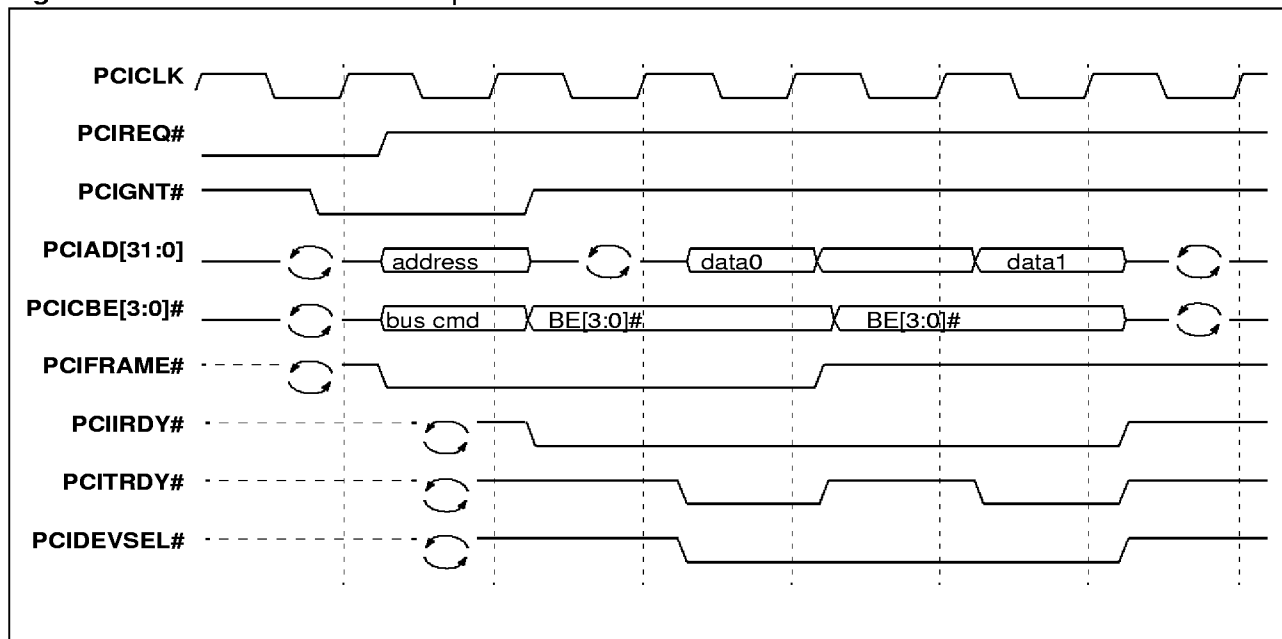 PCICLK
PCIREQ#
PCIGNT#
PCIAD[31:0] address data0 data1
PCICBE[3:0]# bus cmd BE[3:0]# BE[3:0]#
PCIFRAME#
PCIIRDY#
PCITRDY#
PCIDEVSEL#